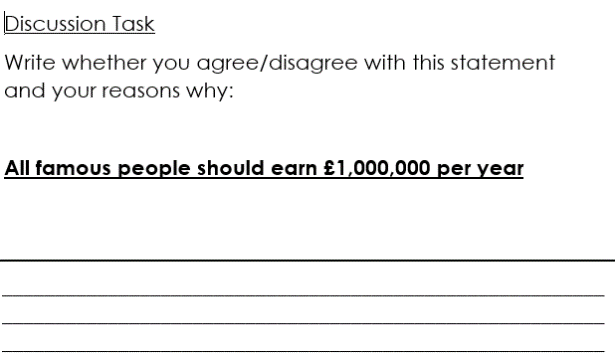 Discussion Task
Write whether you agree/disagree with this statement
and your reasons why:
All famous people should earn £1,000,000 per year